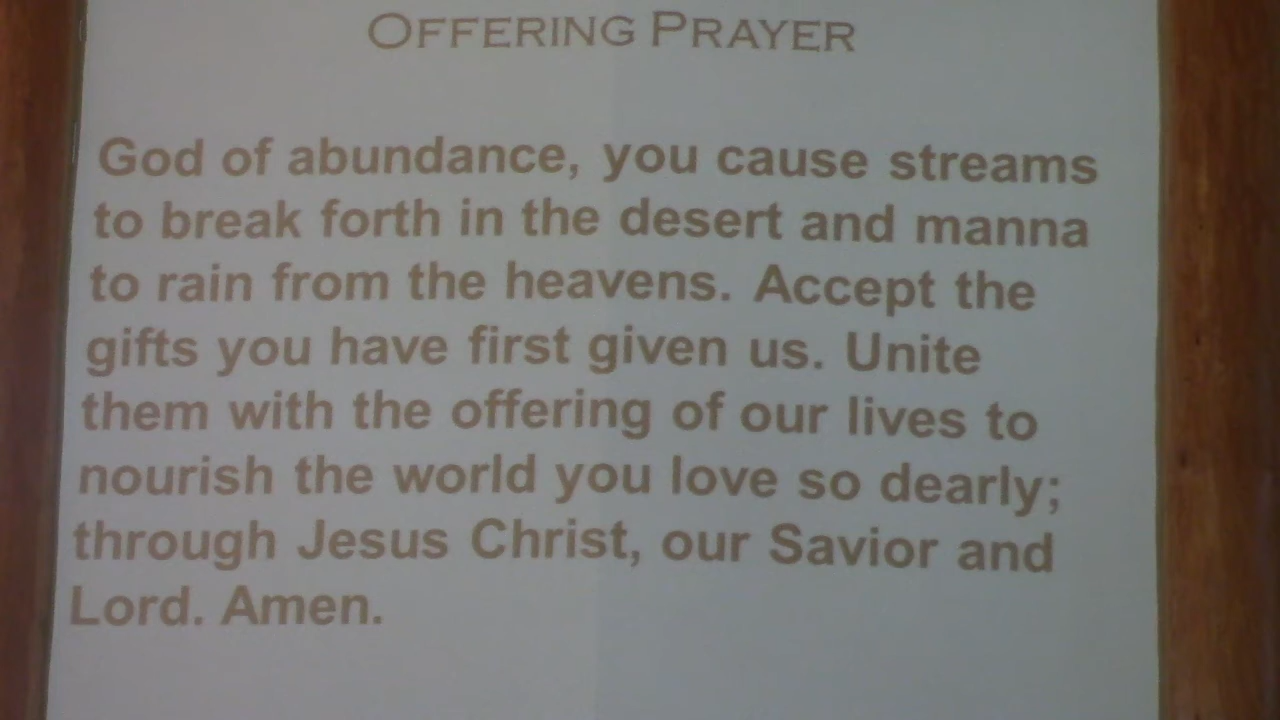 OFFERING PRAYER
God of abundance, you cause streams
to break forth in the desert and manna
to rain from the heavens. Accept the
gifts you have first given us. Unite
them with the offering of our lives to
nourish the world you love so dearly;
through Jesus Christ, our Savior and
Lord. Amen.